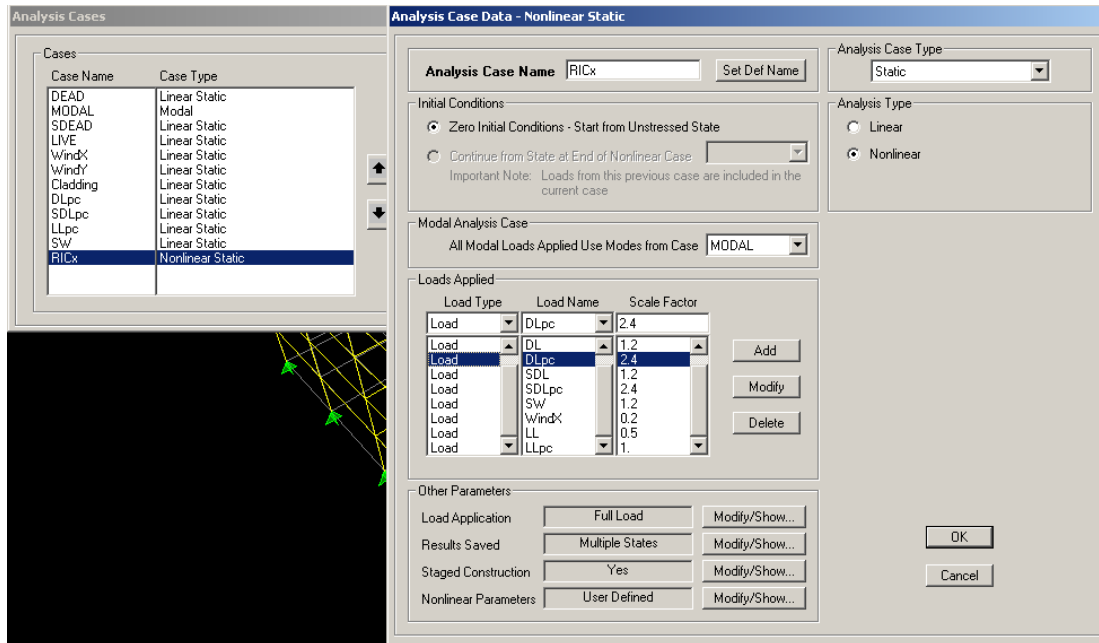 Analysis Cases
Cases
Case Name Case Type
DEAD Linear Static
MODAL Modal
SDEAD Linear Static
LIVE Linear Static
WindX Linear Static
WindY Linear Static
Cladding Linear Static
DLpc Linear Static
SDLpc Linear Static
LLpc Linear Static
SW Linear Static
RICx Nonlinear Static
Analysis Case Data - Nonlinear Static
Analysis Case Name RICx Set Def Name
Initial Conditions
Zero Initial Conditions - Start from Unstressed State
Continue from State at End of Nonlinear Case
Important Note: Loads from this previous case are included in the
current case
Modal Analysis Case
All Modal Loads Applied Use Modes from Case MODAL
Loads Applied
Load Type Load Name Scale Factor
Load DLpc 2.4
Load DL 1.2
Load DLpc 2.4
Load SDL 1.2
Load SDLpc 2.4
Load SW 1.2
Load WindX 0.2
Load LL 0.5
Load LLpc 1.
Add
Modify
Delete
Other Parameters
Load Application Full Load Modify/Show...
Results Saved Multiple States Modify/Show...
Staged Construction Yes Modify/Show...
Nonlinear Parameters User Defined Modify/Show...
Analysis Case Type
Static
Analysis Type
Linear
Nonlinear
OK
Cancel